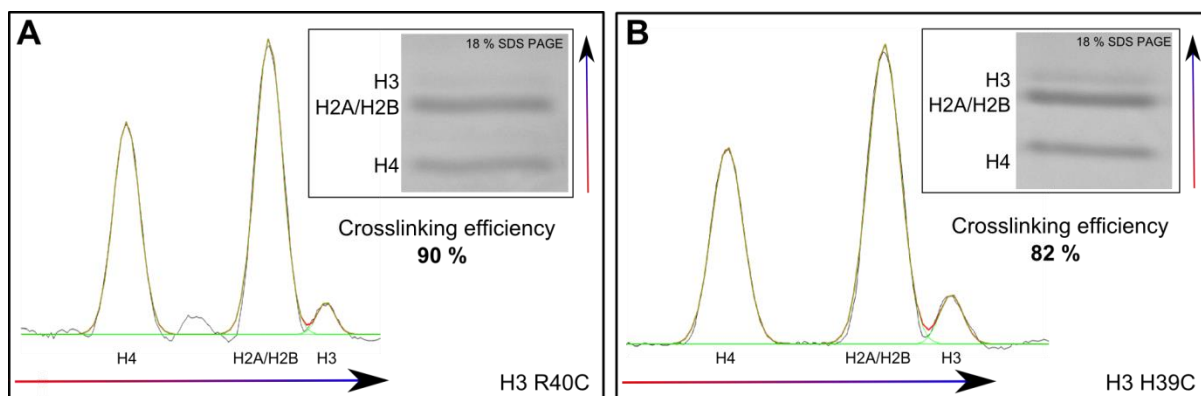 A
18 % SDS PAGE
H3
H2A/H2B
H4
Crosslinking efficiency
90 %
H4 H2A/H2B H3
H3 R40C
B
18 % SDS PAGE
H3
H2A/H2B
H4
Crosslinking efficiency
82 %
H4 H2A/H2B H3
H3 H39C